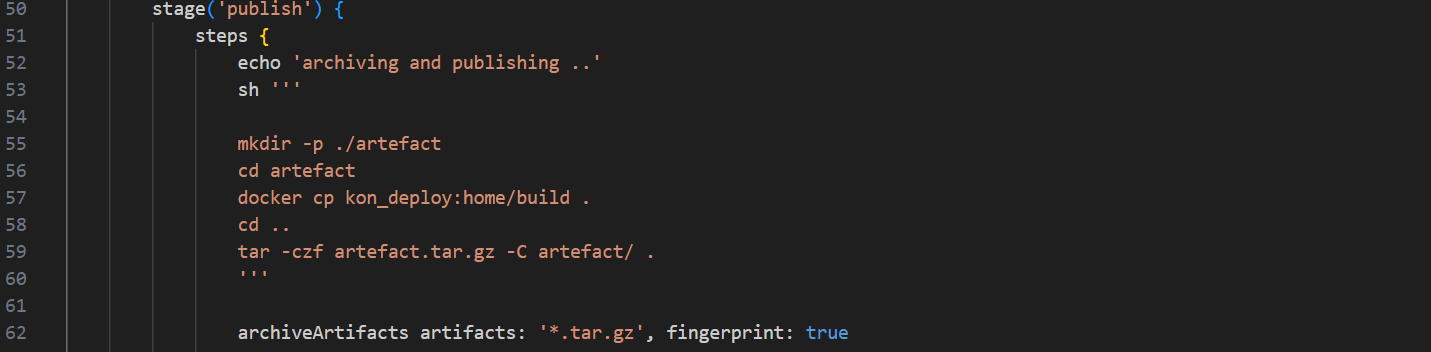 50 stage('publish') {
51 steps {
52 echo 'archiving and publishing ..'
53 sh '''
54
55 mkdir -p ./artefact
56 cd artefact
57 docker cp kon_deploy:home/build .
58 cd ..
59 tar -czf artefact.tar.gz -C artefact/ .
60 '''
61
62 archiveArtifacts artifacts: '*.tar.gz', fingerprint: true